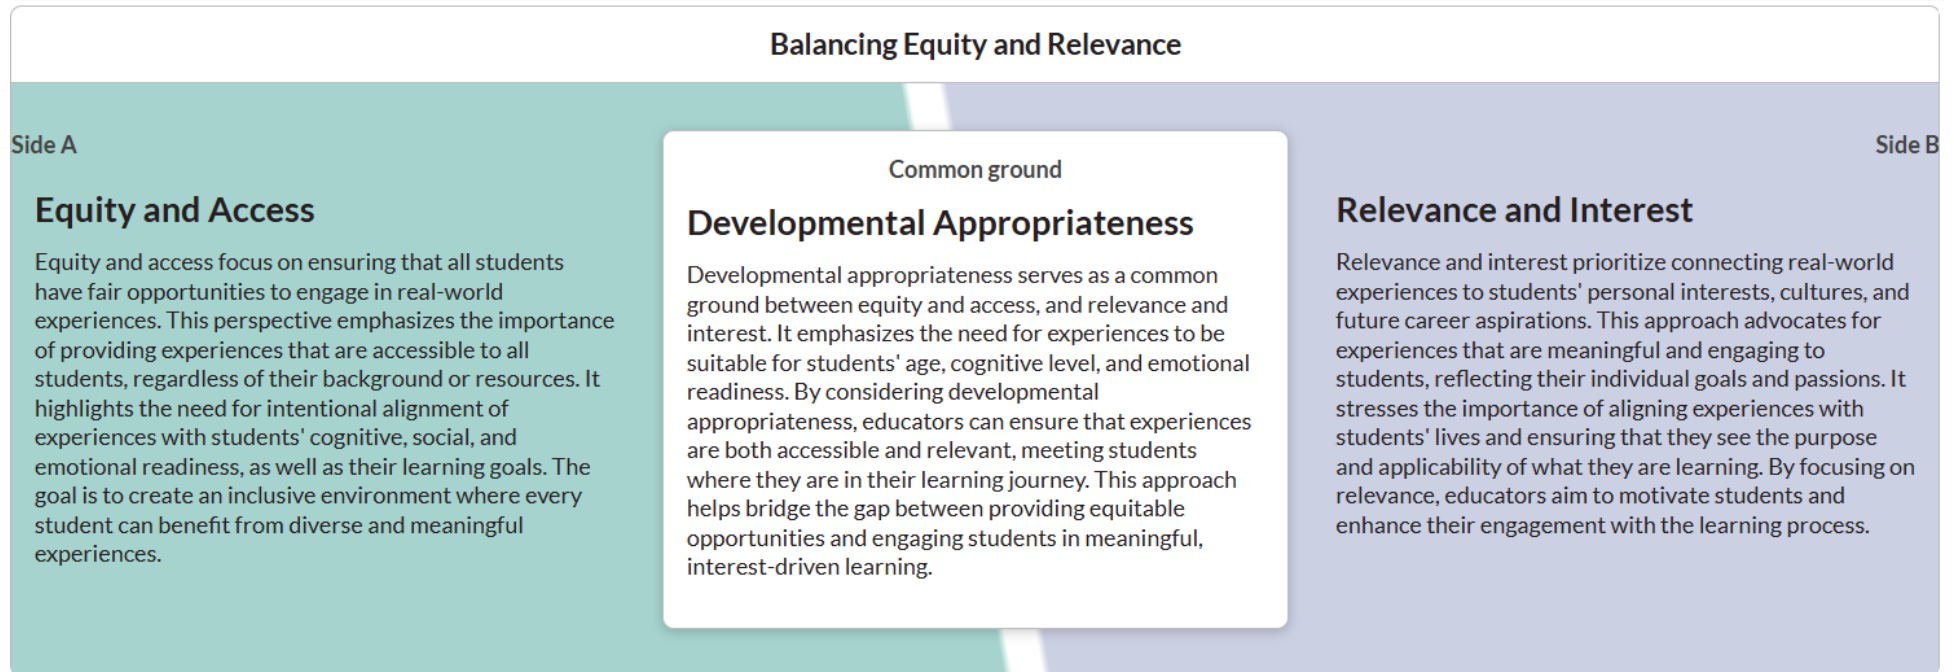 Balancing Equity and Relevance
Side A
Equity and Access
Equity and access focus on ensuring that all students
have fair opportunities to engage in real-world
experiences. This perspective emphasizes the importance
of providing experiences that are accessible to all
students, regardless of their background or resources. It
highlights the need for intentional alignment of
experiences with students' cognitive, social, and
emotional readiness, as well as their learning goals. The
goal is to create an inclusive environment where every
student can benefit from diverse and meaningful
experiences.
Common ground
Developmental Appropriateness
Developmental appropriateness serves as a common
ground between equity and access, and relevance and
interest. It emphasizes the need for experiences to be
suitable for students' age, cognitive level, and emotional
readiness. By considering developmental
appropriateness, educators can ensure that experiences
are both accessible and relevant, meeting students
where they are in their learning journey. This approach
helps bridge the gap between providing equitable
opportunities and engaging students in meaningful,
interest-driven learning.
Side B
Relevance and Interest
Relevance and interest prioritize connecting real-world
experiences to students' personal interests, cultures, and
future career aspirations. This approach advocates for
experiences that are meaningful and engaging to
students, reflecting their individual goals and passions. It
stresses the importance of aligning experiences with
students' lives and ensuring that they see the purpose
and applicability of what they are learning. By focusing on
relevance, educators aim to motivate students and
enhance their engagement with the learning process.